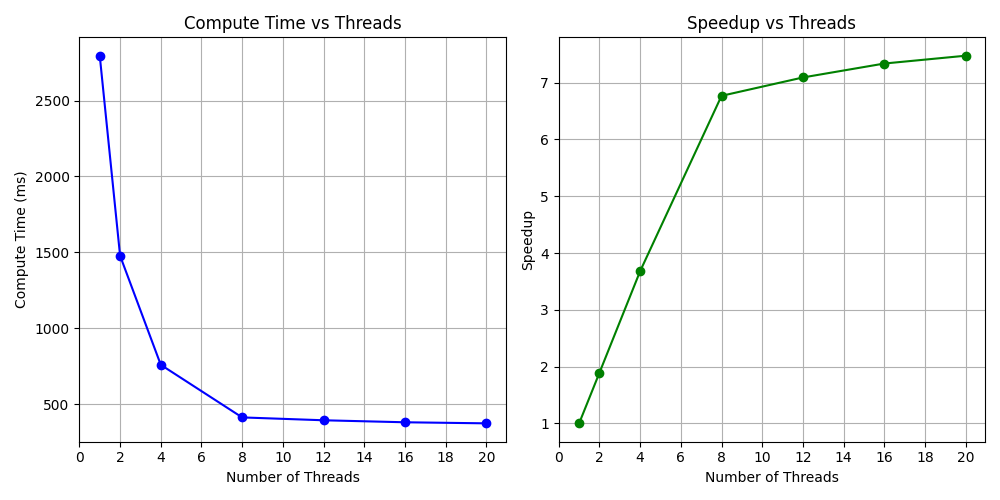 Compute Time vs Threads
Compute Time (ms)
2500
2000
1500
1000
500
0 2 4 6 8 10 12 14 16 18 20
Number of Threads
Speedup vs Threads
Speedup
7
6
5
4
3
2
1
0 2 4 6 8 10 12 14 16 18 20
Number of Threads